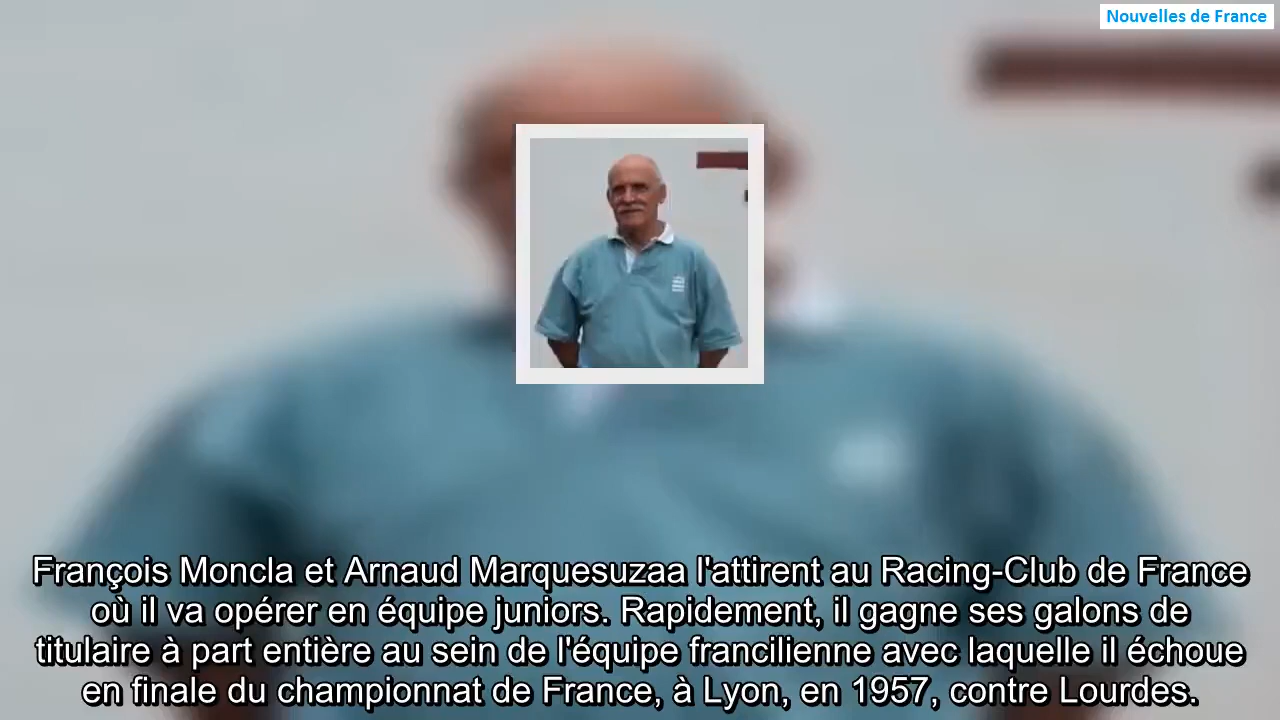 Nouvelles de France
François Moncla et Arnaud Marquesuzaa l'attirent au Racing-Club de France
où il va opérer en équipe juniors. Rapidement, il gagne ses galons de
titulaire à part entière au sein de l'équipe francilienne avec laquelle il échoue
en finale du championnat de France, à Lyon, en 1957, contre Lourdes.